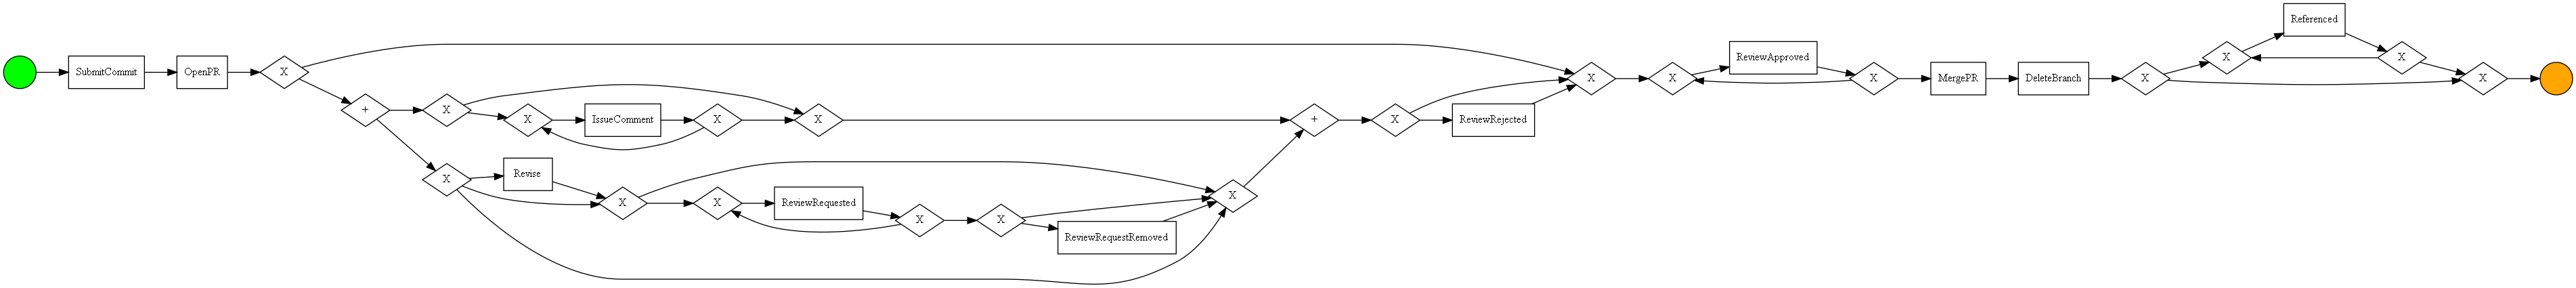 SubmitCommit
OpenPR
X
+
X
X
IssueComment
X
X
X
Revise
X
X
ReviewRequested
X
X
ReviewRequestRemoved
X
+
X
ReviewRejected
X
X
ReviewApproved
X
MergePR
DeleteBranch
X
X
Referenced
X
X